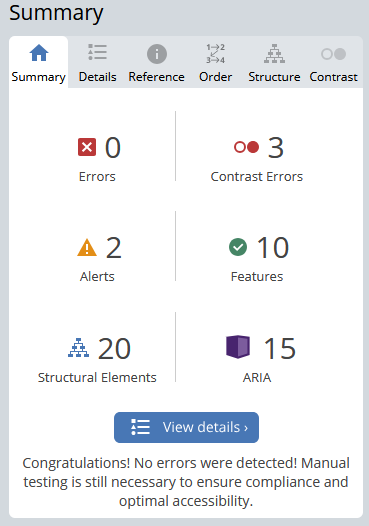 Summary
Summary Details Reference Order Structure Contrast
1→2
3→4
0 3
Errors Contrast Errors
2 10
Alerts Features
20 15
Structural Elements ARIA
View details ›
Congratulations! No errors were detected! Manual
testing is still necessary to ensure compliance and
optimal accessibility.